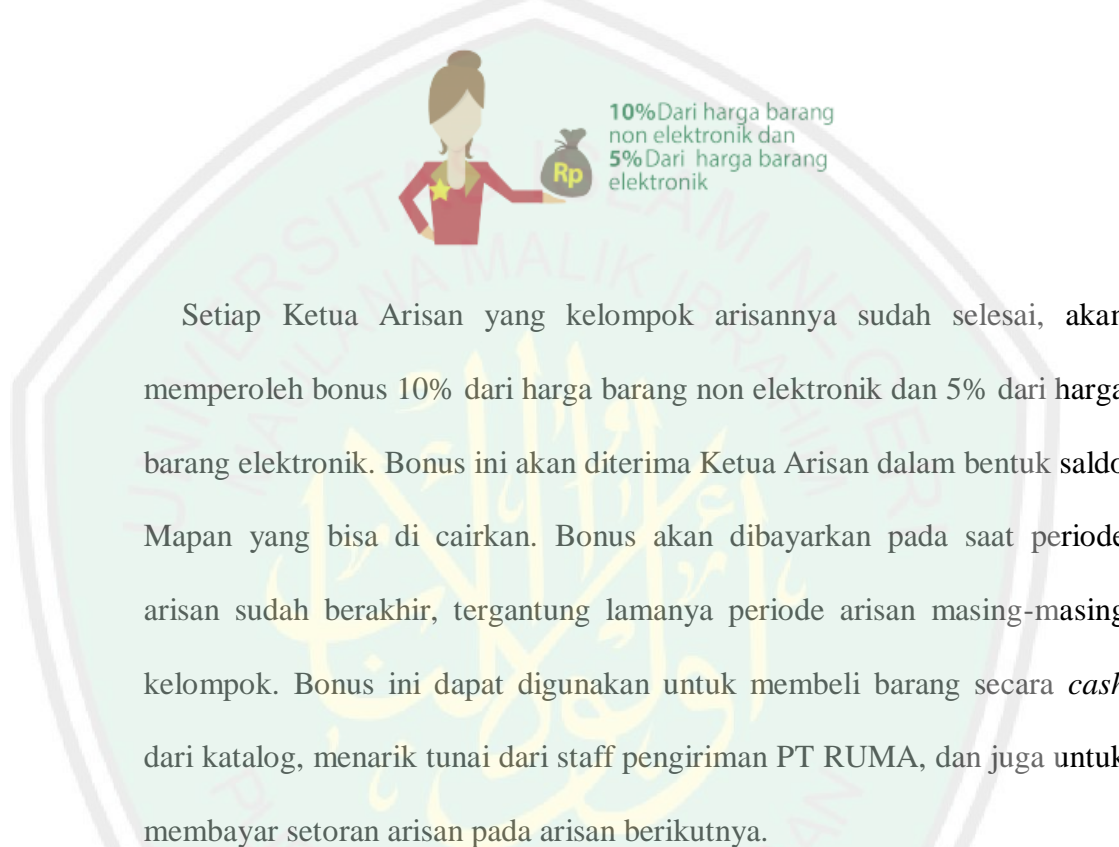 10%Dari harga barang
non elektronik dan
5%Dari harga barang
elektronik
Rp
Setiap Ketua Arisan yang kelompok arisannya sudah selesai, akan
memperoleh bonus 10% dari harga barang non elektronik dan 5% dari harga
barang elektronik. Bonus ini akan diterima Ketua Arisan dalam bentuk saldo
Mapan yang bisa di cairkan. Bonus akan dibayarkan pada saat periode
arisan sudah berakhir, tergantung lamanya periode arisan masing-masing
kelompok. Bonus ini dapat digunakan untuk membeli barang secara cash
dari katalog, menarik tunai dari staff pengiriman PT RUMA, dan juga untuk
membayar setoran arisan pada arisan berikutnya.